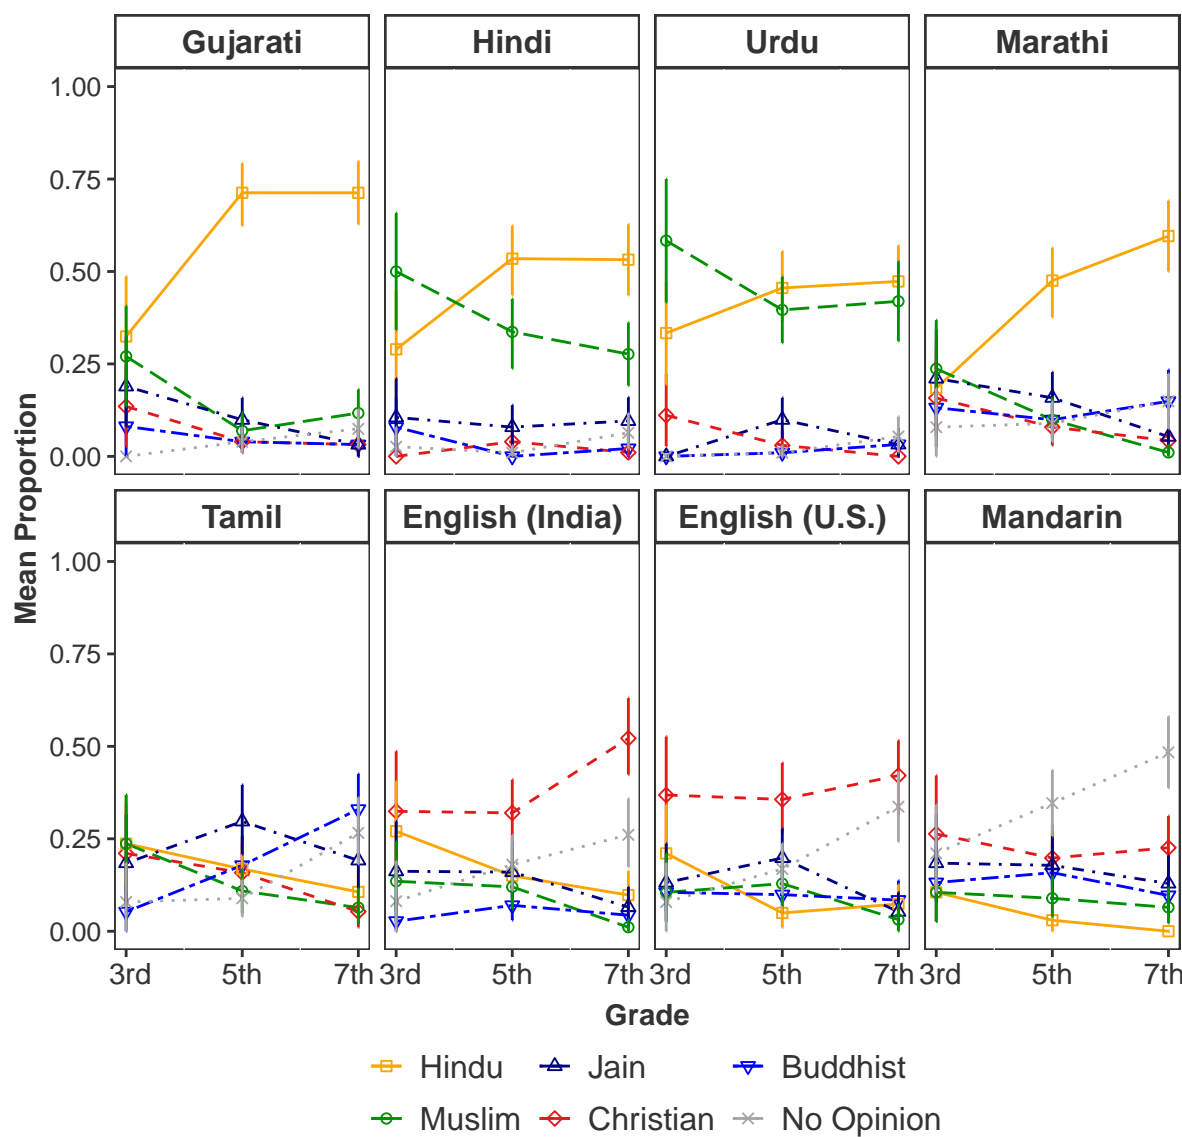 Gujarati Hindi Urdu Marathi
1.00
0.75
0.50
0.25
0.00
Mean Proportion
Tamil English (India) English (U.S.) Mandarin
1.00
0.75
0.50
0.25
0.00
3rd 5th 7th 3rd 5th 7th 3rd 5th 7th 3rd 5th 7th
Grade
Hindu Jain Buddhist
Muslim Christian No Opinion